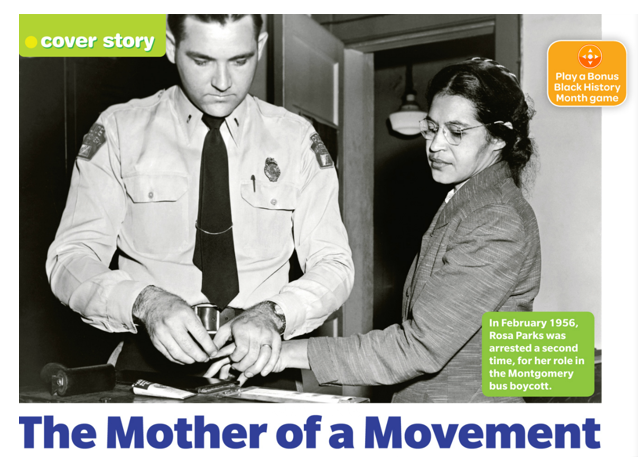 cover story
Play a Bonus
Black History
Month game
In February 1956,
Rosa Parks was
arrested a second
time, for her role in
the Montgomery
bus boycott.
The Mother of a Movement